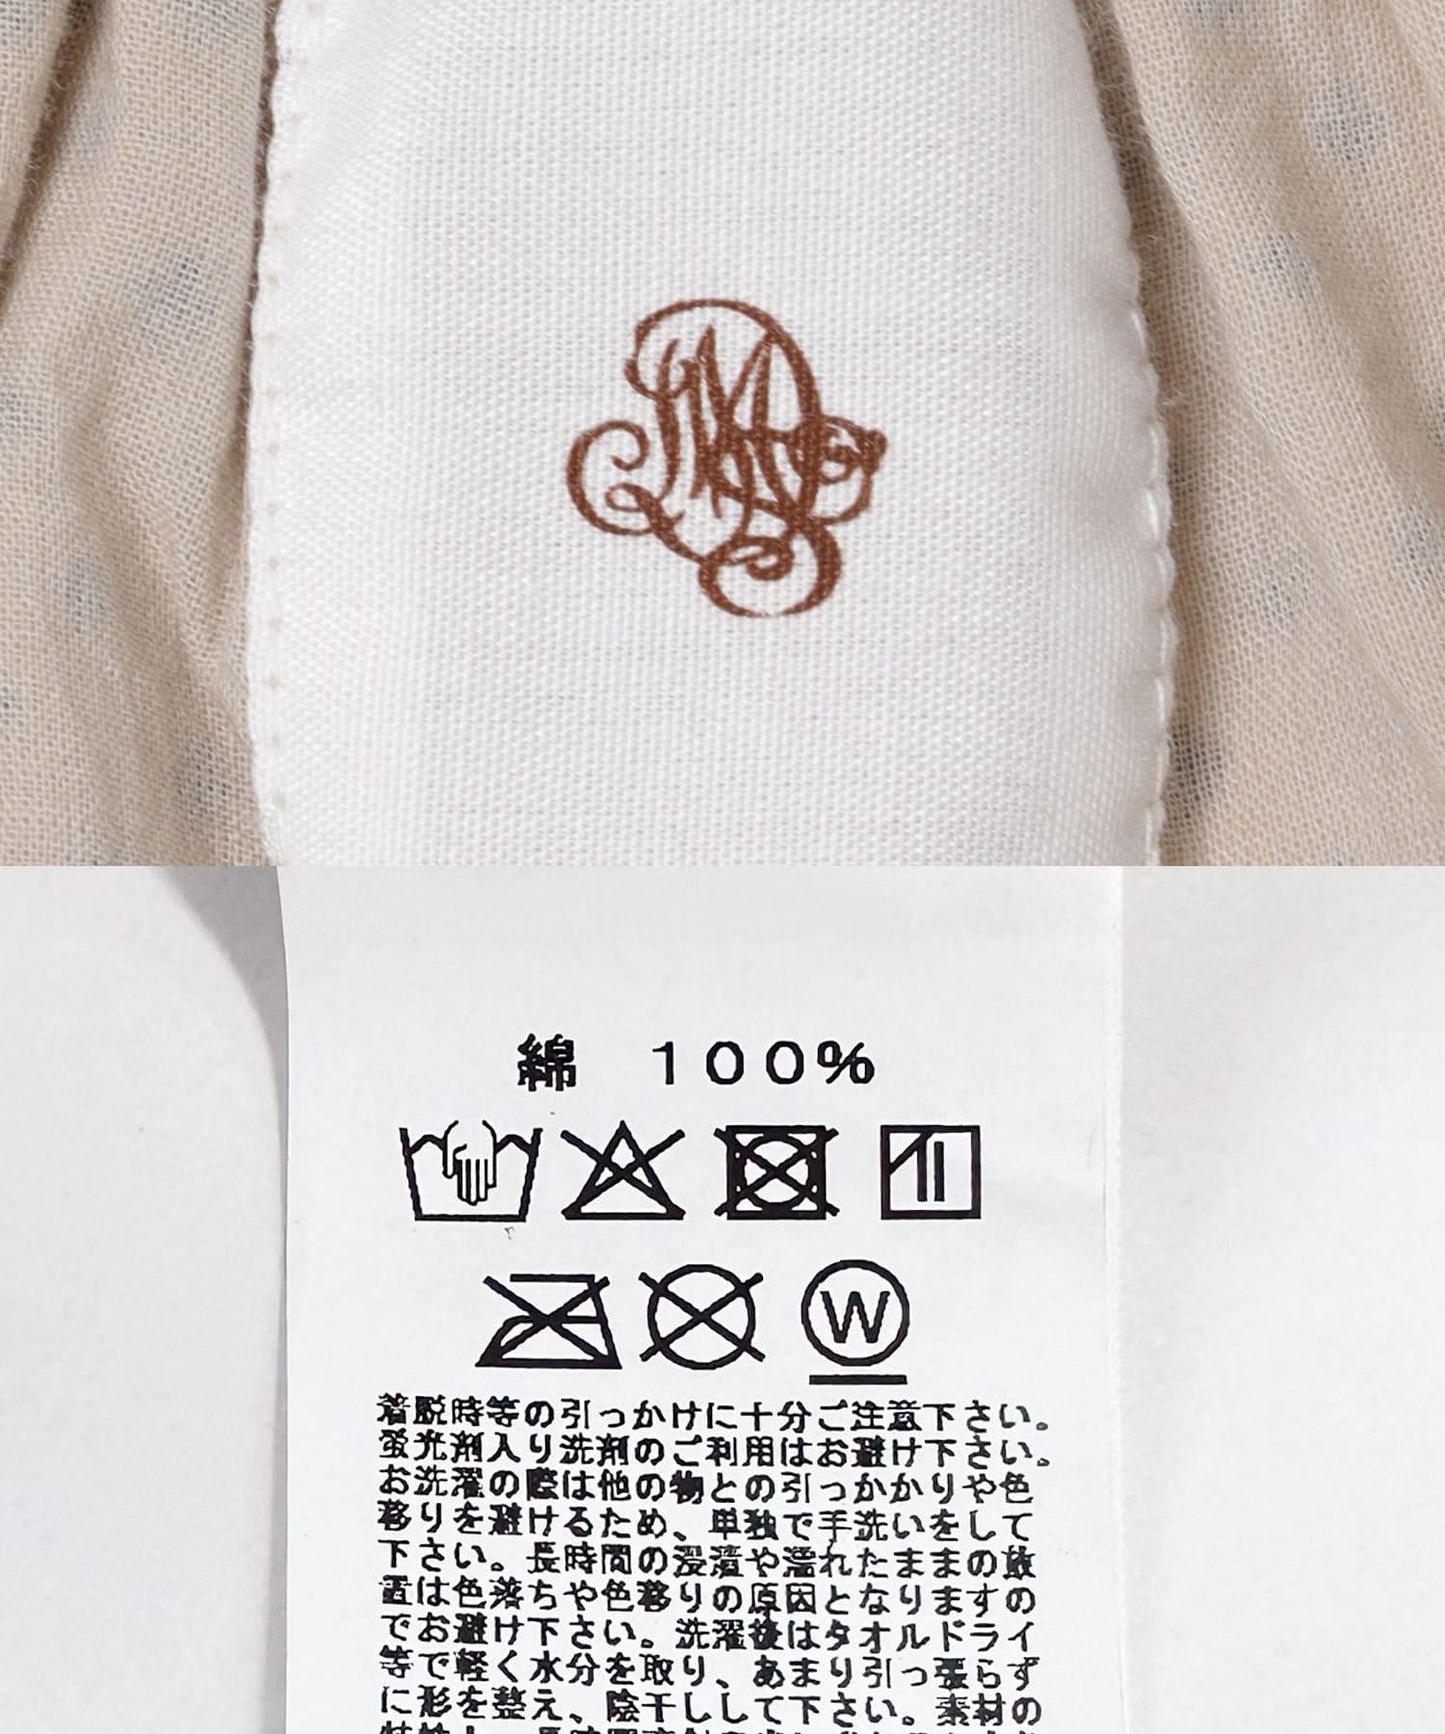 綿 100%
W
着脱時等の引っかけに十分ご注意下さい。
蛍光剤入り洗剤のご利用はお避け下さい。
お洗濯の際は他の物との引っかかりや色
移りを避けるため、単独で手洗いをして
下さい。長時間の浸漬や濡れたままの放
置は色落ちや色移りの原因となりますの
でお避け下さい。洗濯後はタオルドライ
等で軽く水分を取り、あまり引っ張らず
に形を整え、陰干しして下さい。素材の